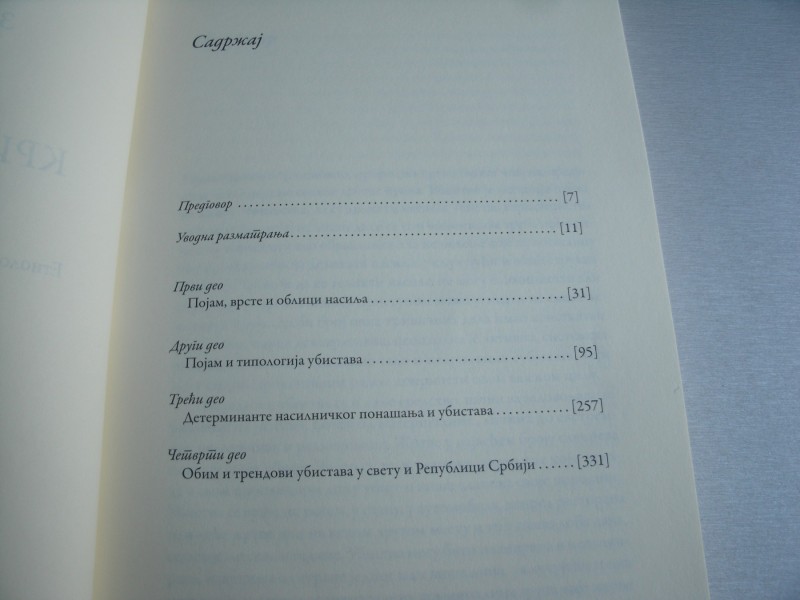 Садржај
Предговор ........................................................ [7]
Уводна разматрања ............................................. [11]
Први део
Појам, врсте и облици насиља .............................. [31]
Други део
Појам и типологија убистава ................................ [95]
Трећи део
Детерминанте насилничког понашања и убистава ............ [257]
Четврти део
Обим и трендови убистава у свету и Републици Србији ...... [331]